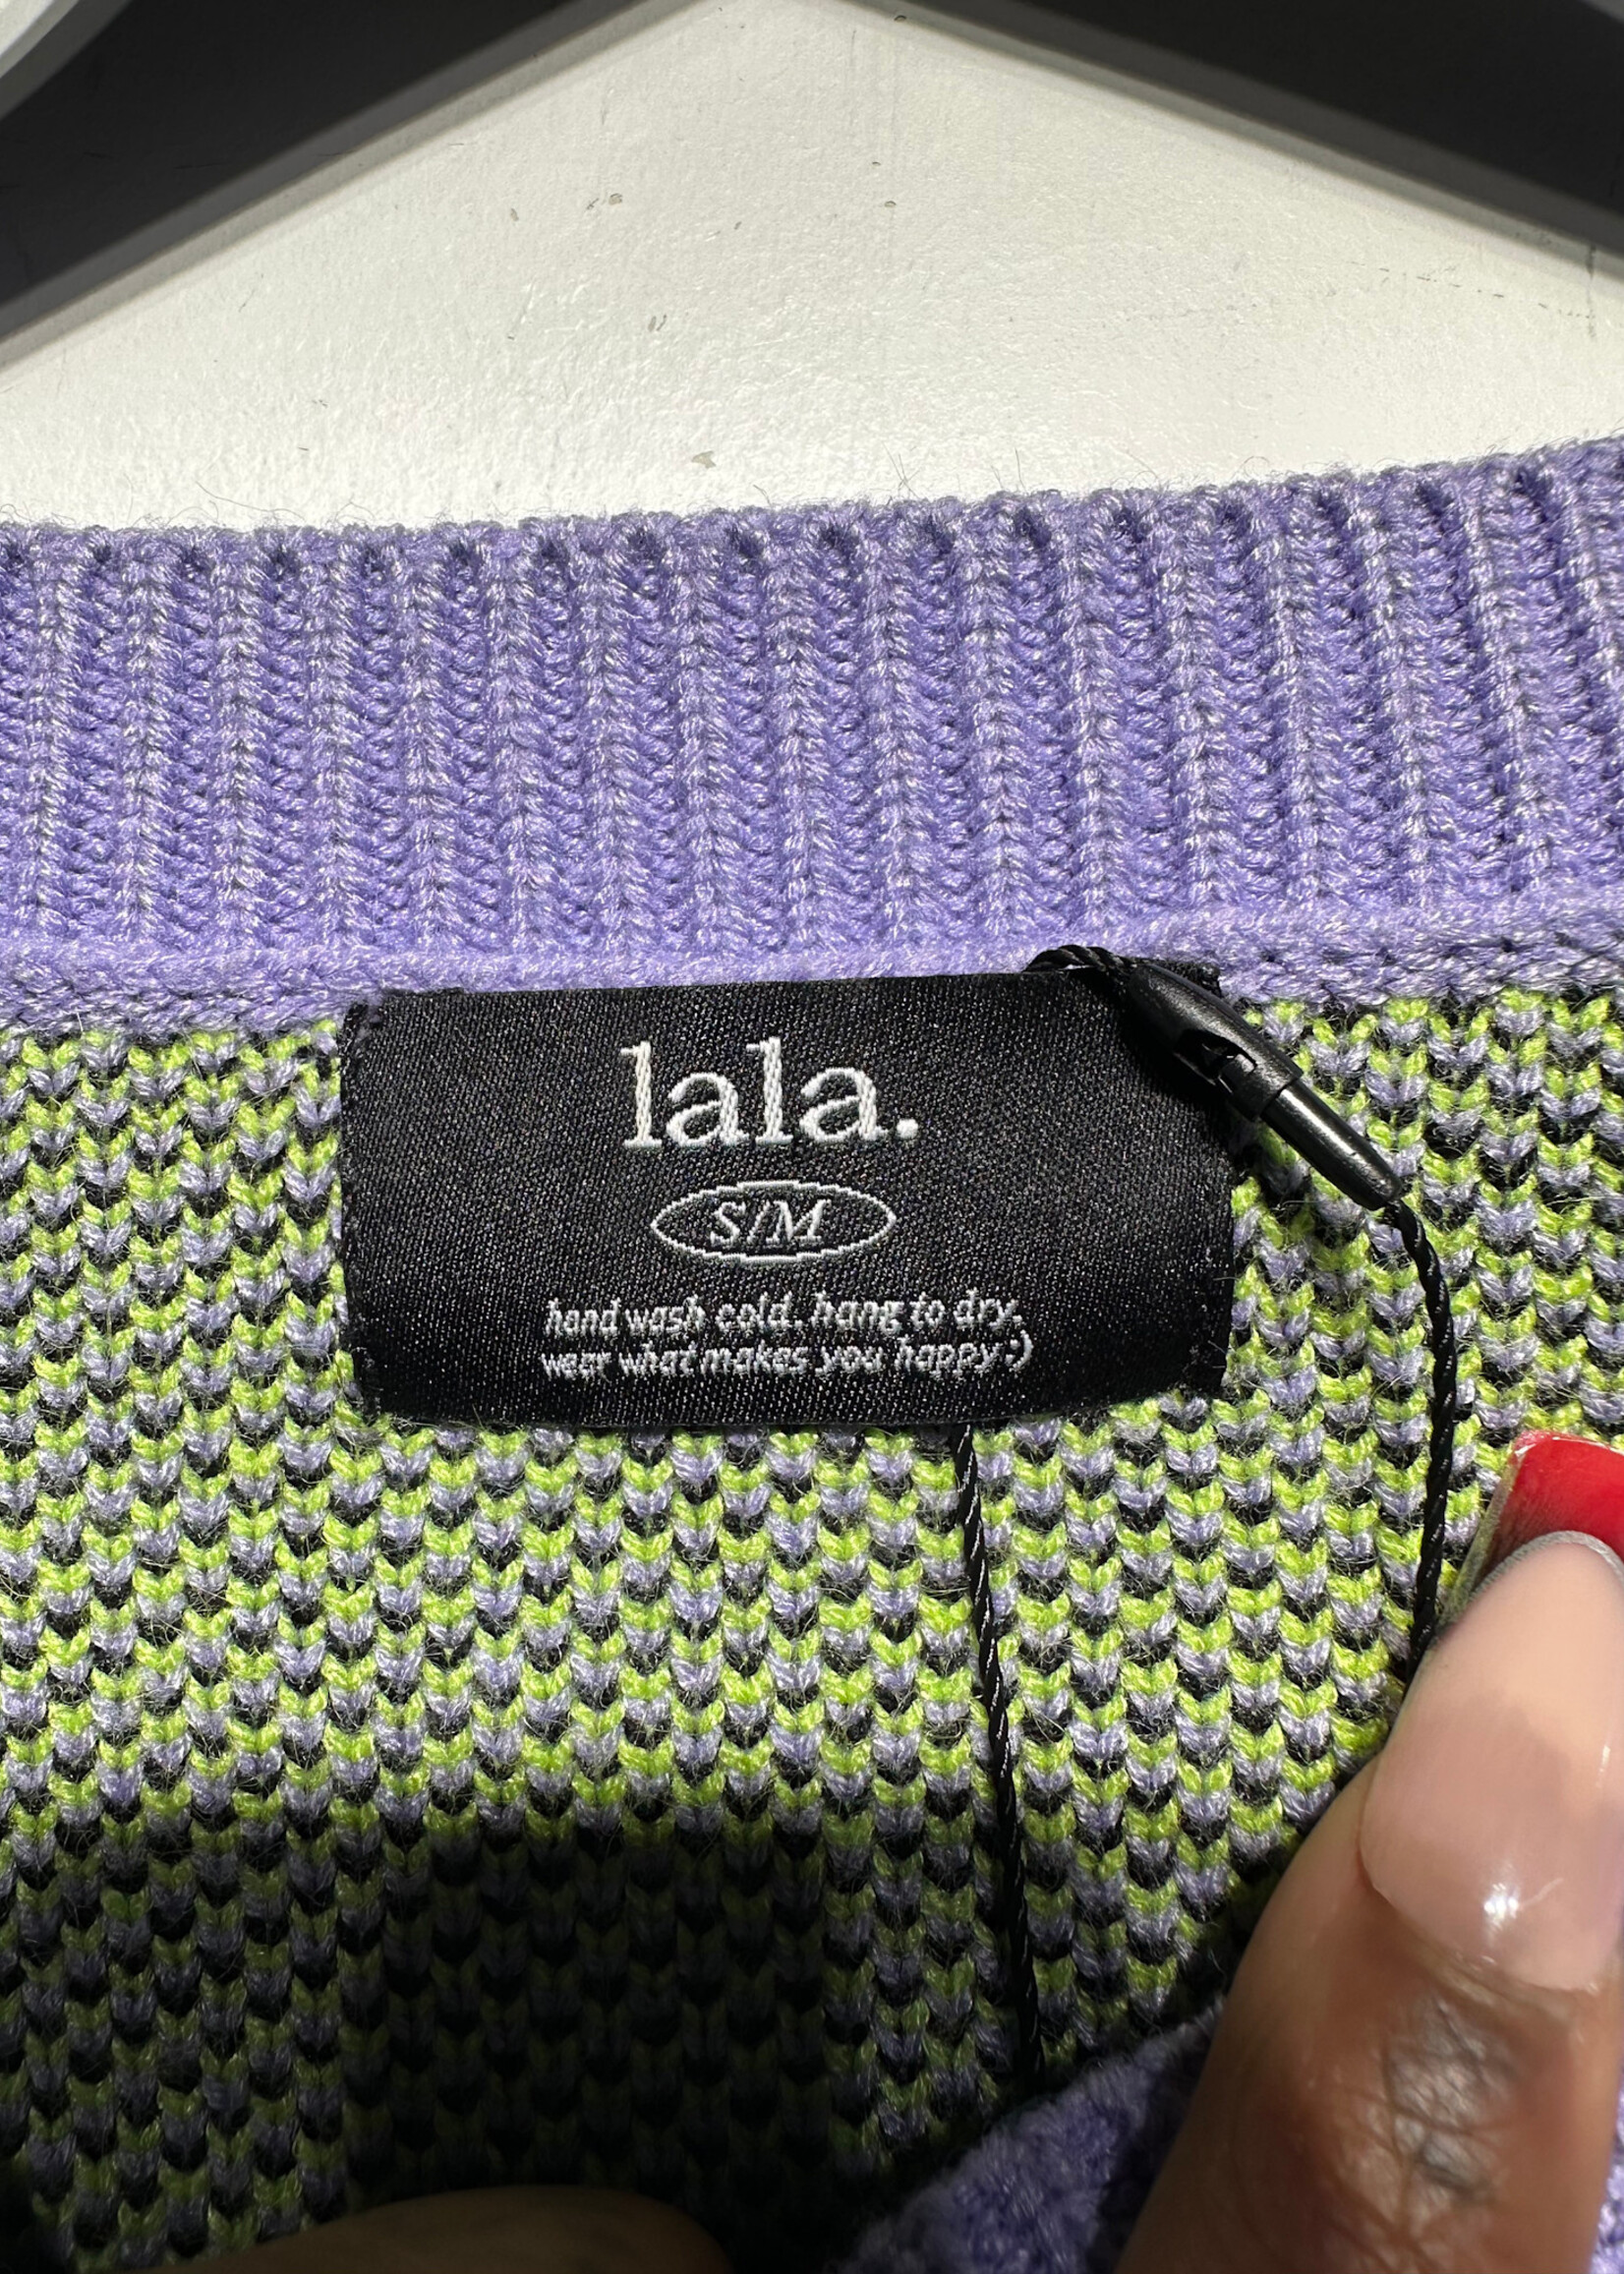 lala.
S/M
hand wash cold. hang to dry.
wear what makes you happy :)